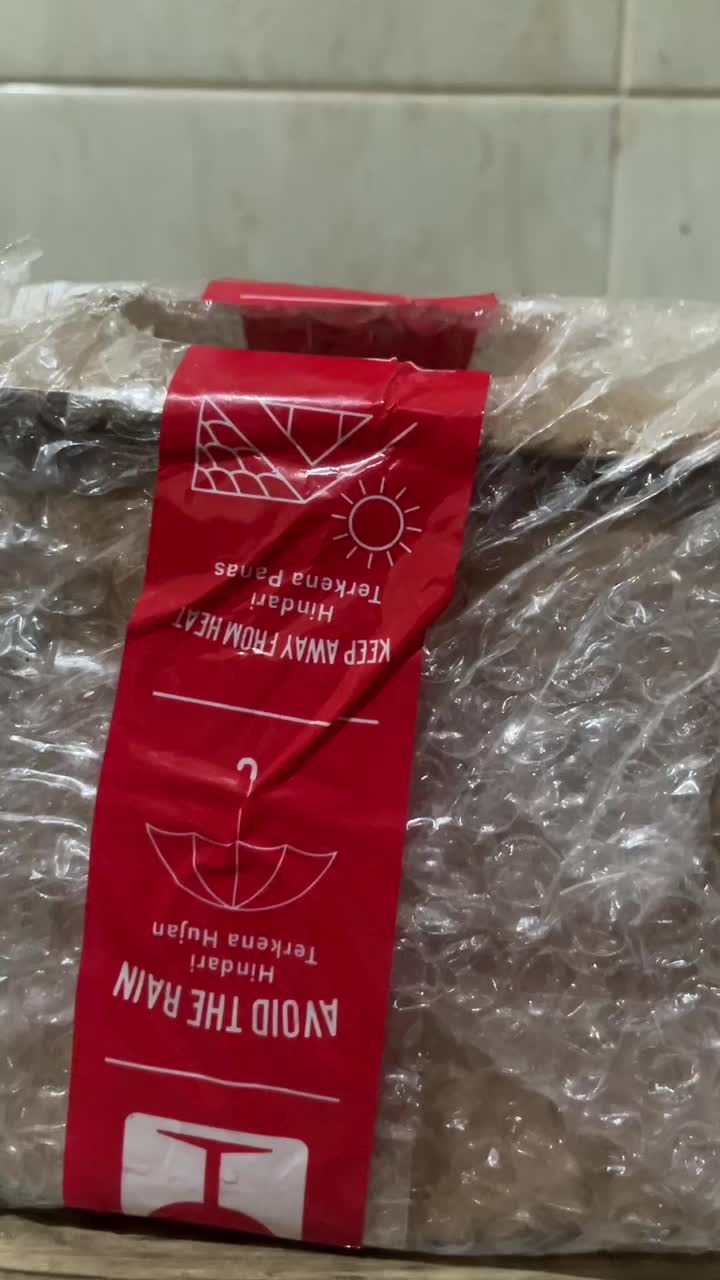 AVOID THE RAIN
Hindari
Terkena Hujan
KEEP AWAY FROM HEAT
Hindari
Terkena Panas